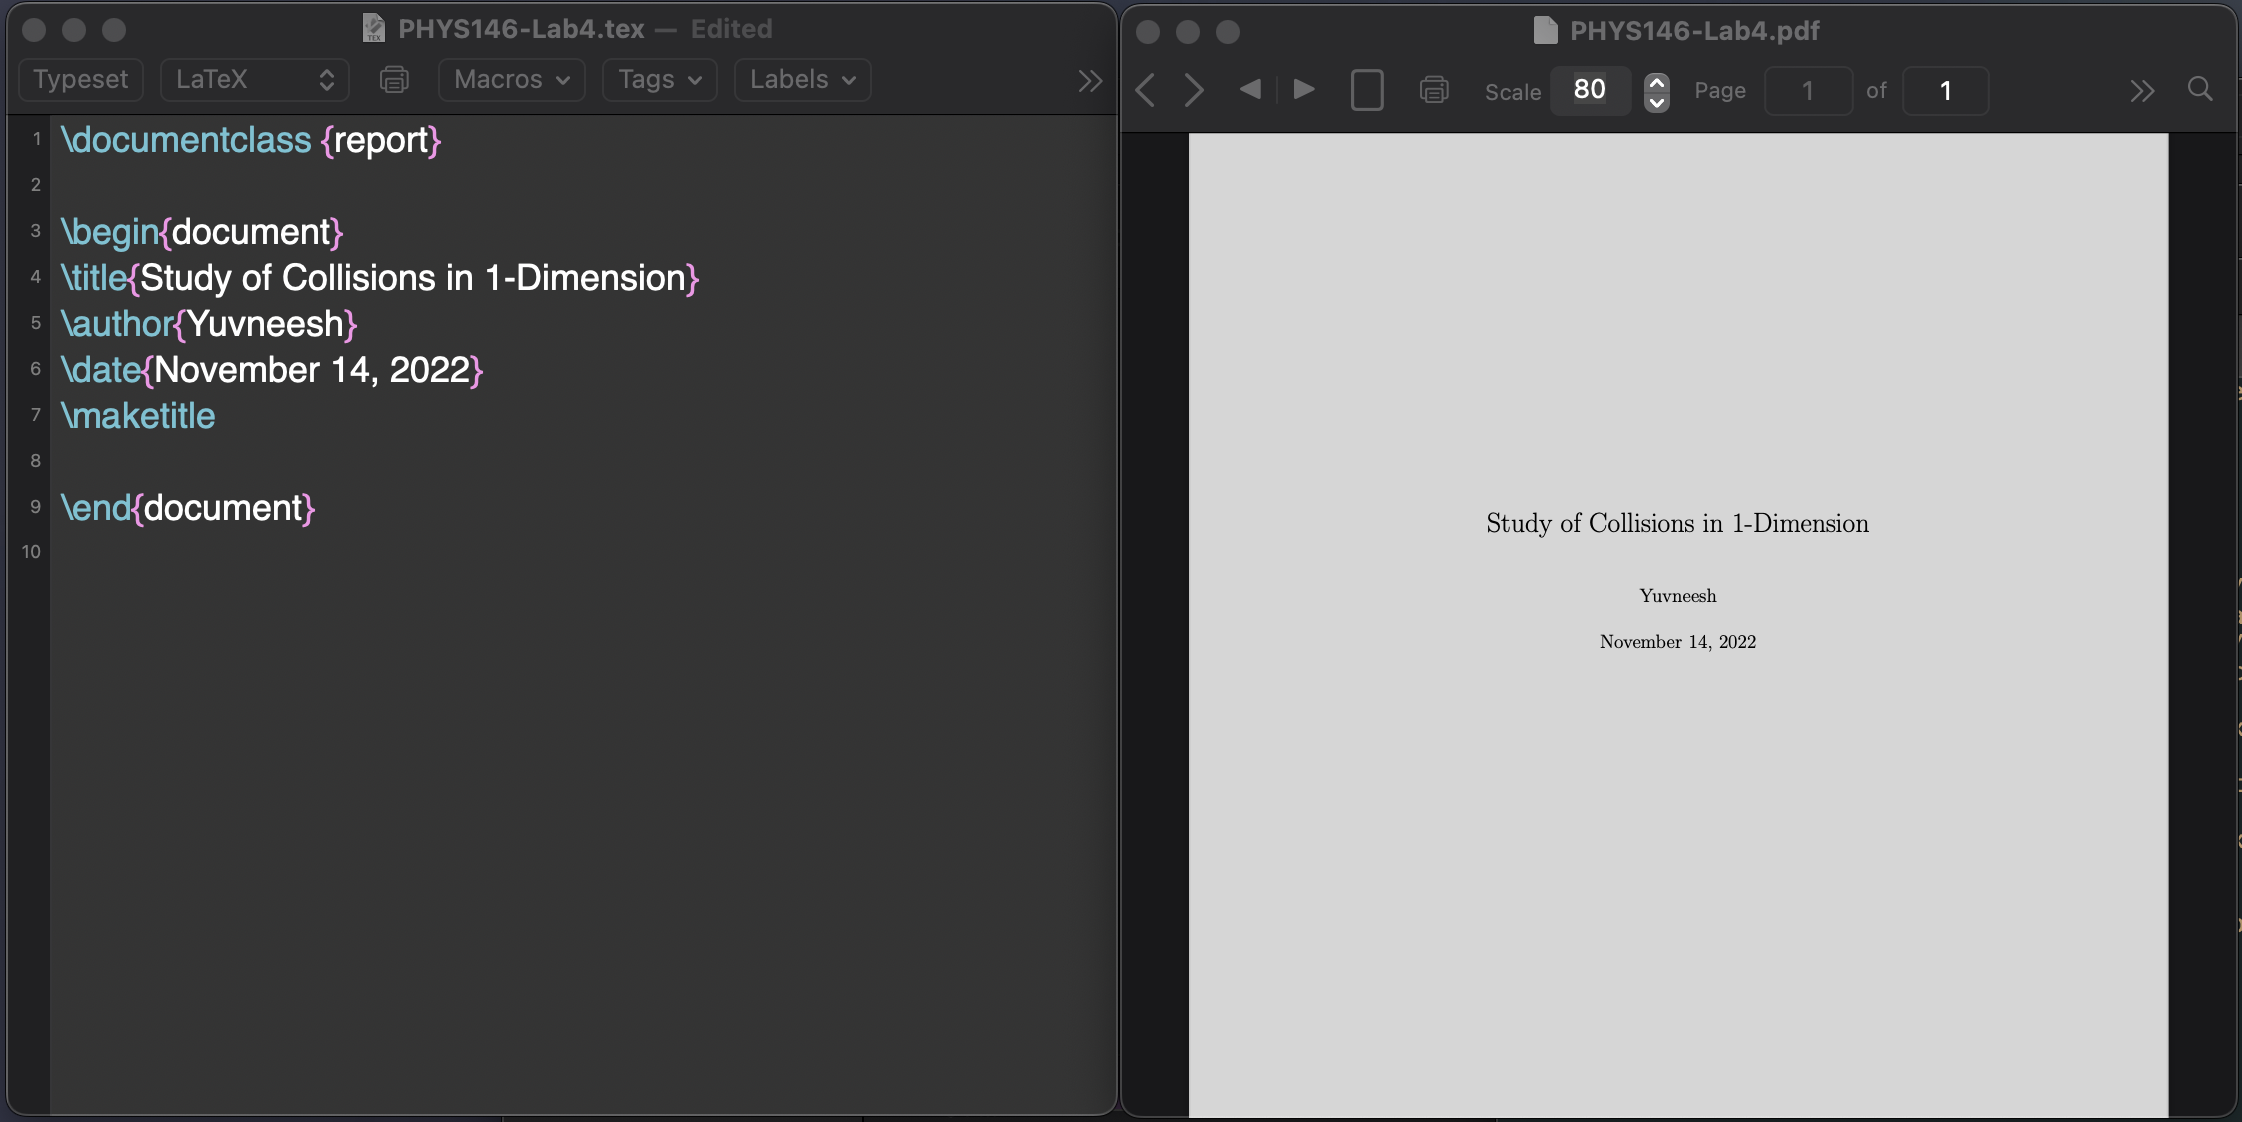 PHYS146-Lab4.tex — Edited
Typeset LaTeX Macros Tags Labels
1 \documentclass {report}
2
3 \begin{document}
4 \title{Study of Collisions in 1-Dimension}
5 \author{Yuvneesh}
6 \date{November 14, 2022}
7 \maketitle
8
9 \end{document}
10
PHYS146-Lab4.pdf
Scale 80 Page 1 of 1
Study of Collisions in 1-Dimension
Yuvneesh
November 14, 2022